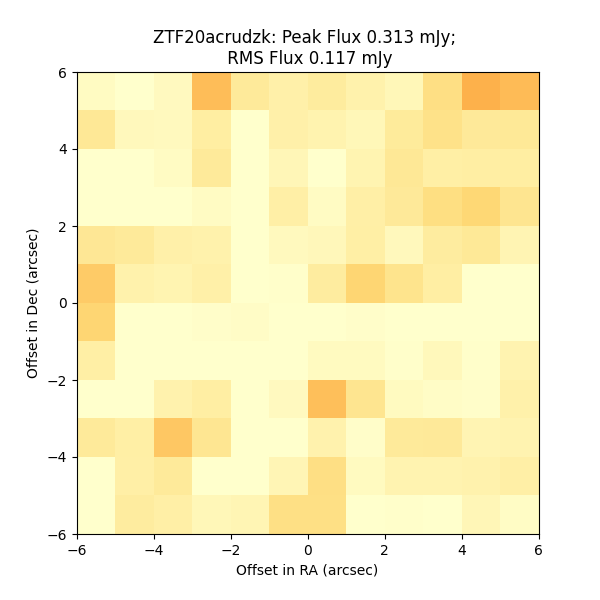 ZTF20acrudzk: Peak Flux 0.313 mJy;
RMS Flux 0.117 mJy
6
4
2
0
−2
−4
−6
Offset in Dec (arcsec)
−6 −4 −2 0 2 4 6
Offset in RA (arcsec)